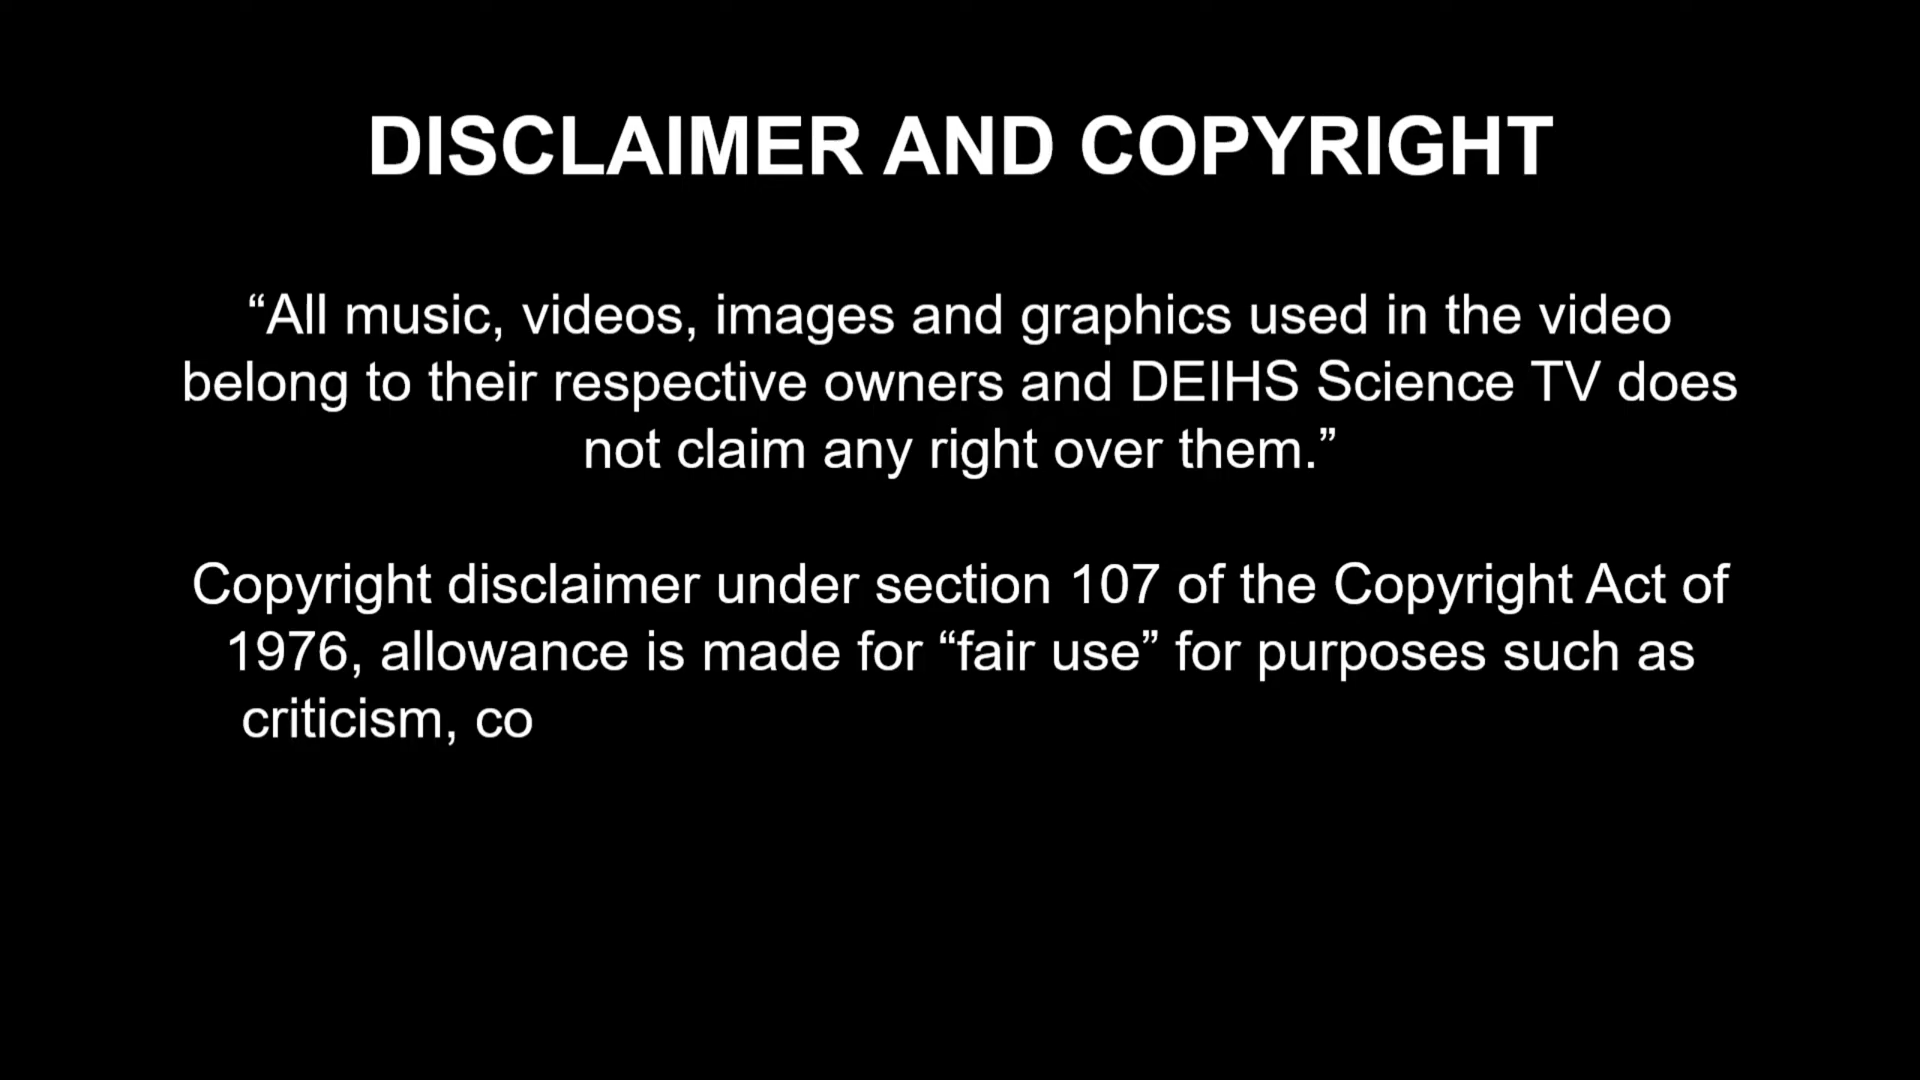 DISCLAIMER AND COPYRIGHT
“All music, videos, images and graphics used in the video
belong to their respective owners and DEIHS Science TV does
not claim any right over them.”
Copyright disclaimer under section 107 of the Copyright Act of
1976, allowance is made for “fair use” for purposes such as
criticism, co